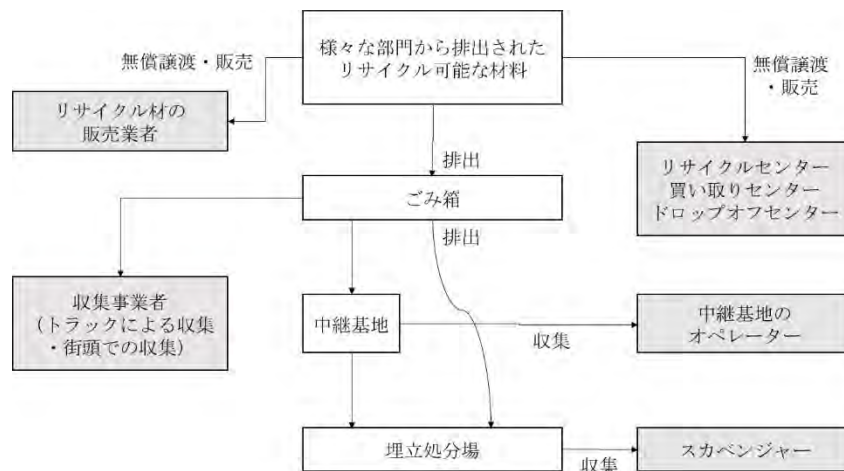 様々な部門から排出された
リサイクル可能な材料
無償譲渡・販売
無償譲渡
・販売
リサイクル材の
販売業者
排出
リサイクルセンター
買い取りセンター
ドロップオフセンター
ごみ箱
排出
収集事業者
（トラックによる収集
・街頭での収集）
中継基地
収集
中継基地の
オペレーター
埋立処分場
収集
スカベンジャー